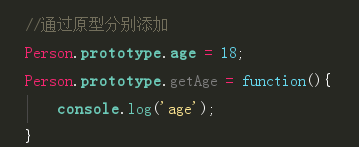 //通过原型分别添加
Person.prototype.age = 18;
Person.prototype.getAge = function(){
    console.log('age');
}